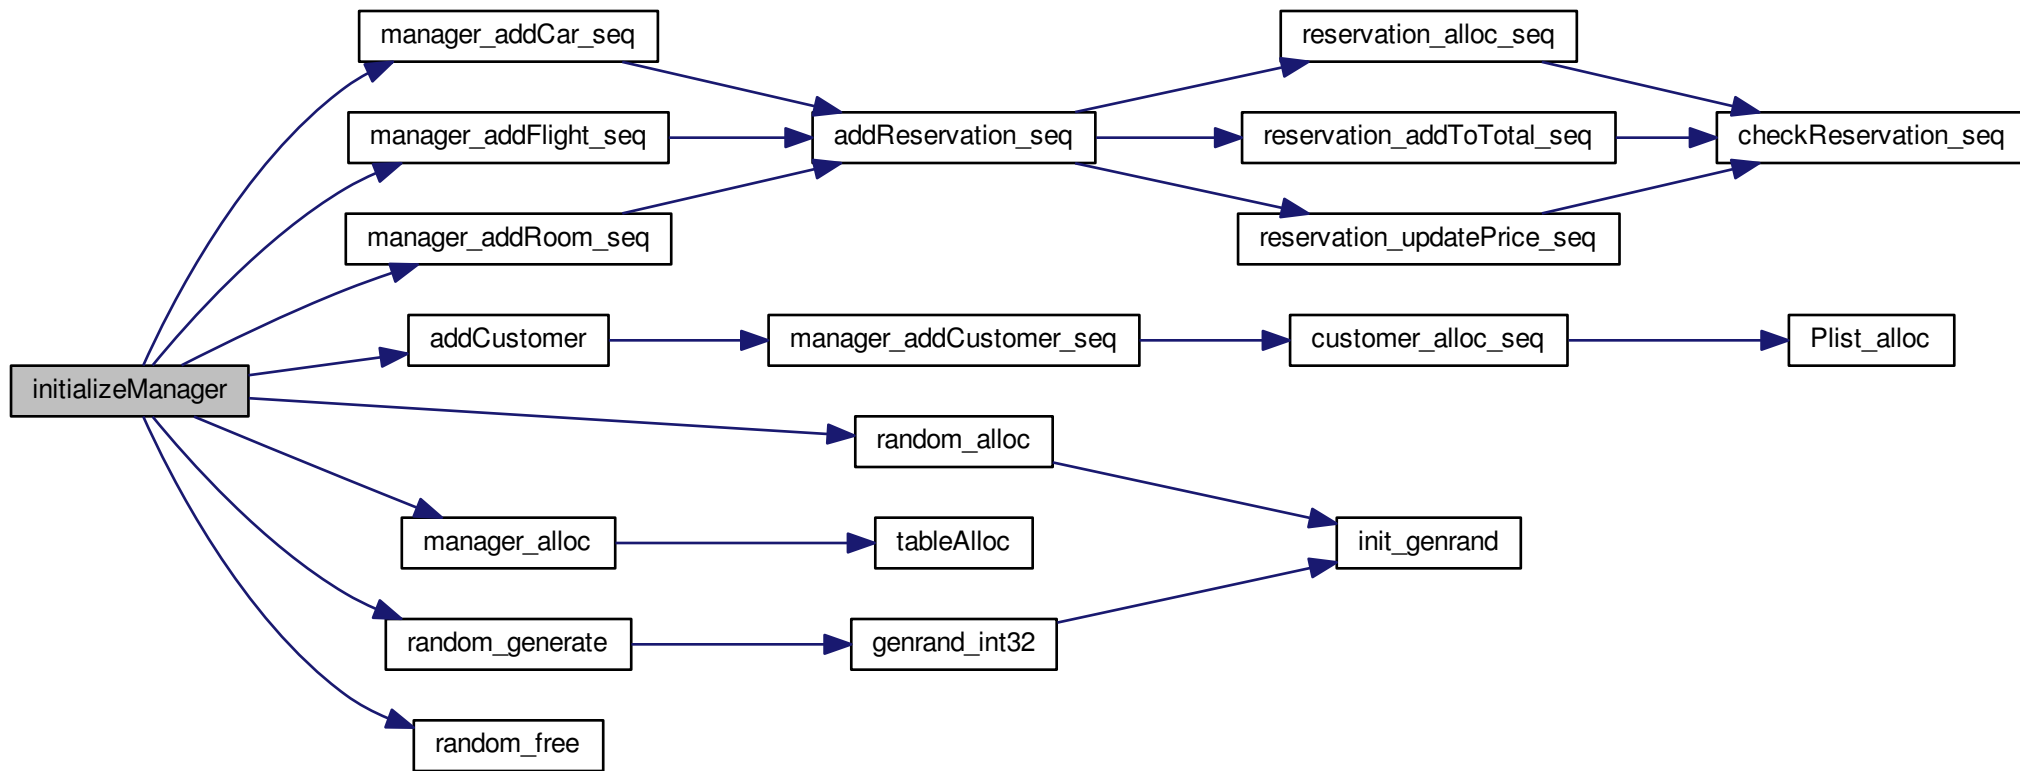 manager_addCar_seq
reservation_alloc_seq
manager_addFlight_seq
addReservation_seq
reservation_addToTotal_seq
checkReservation_seq
manager_addRoom_seq
reservation_updatePrice_seq
addCustomer
manager_addCustomer_seq
customer_alloc_seq
Plist_alloc
initializeManager
random_alloc
manager_alloc
tableAlloc
init_genrand
random_generate
genrand_int32
random_free